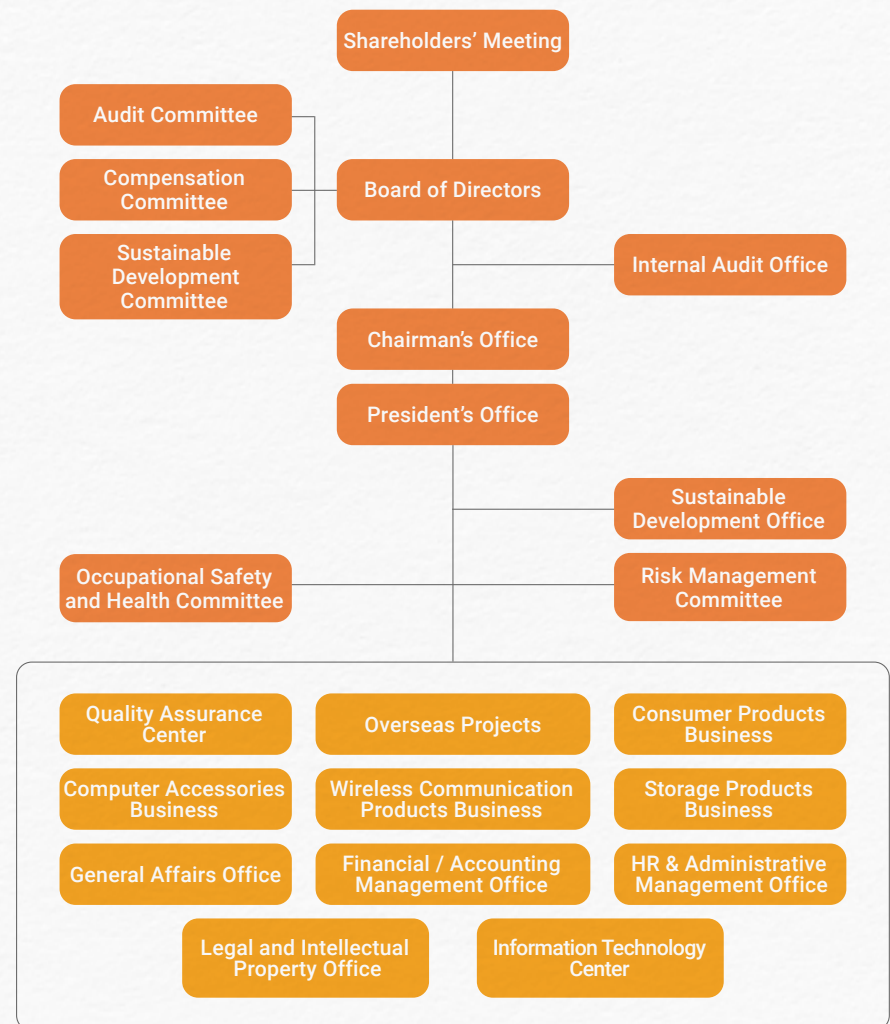 Shareholders’ Meeting
Audit Committee
Compensation
Committee
Board of Directors
Sustainable
Development
Committee
Internal Audit Office
Chairman’s Office
President’s Office
Sustainable
Development Office
Occupational Safety
and Health Committee
Risk Management
Committee
Quality Assurance
Center
Overseas Projects
Consumer Products
Business
Computer Accessories
Business
Wireless Communication
Products Business
Storage Products
Business
General Affairs Office
Financial / Accounting
Management Office
HR & Administrative
Management Office
Legal and Intellectual
Property Office
Information Technology
Center